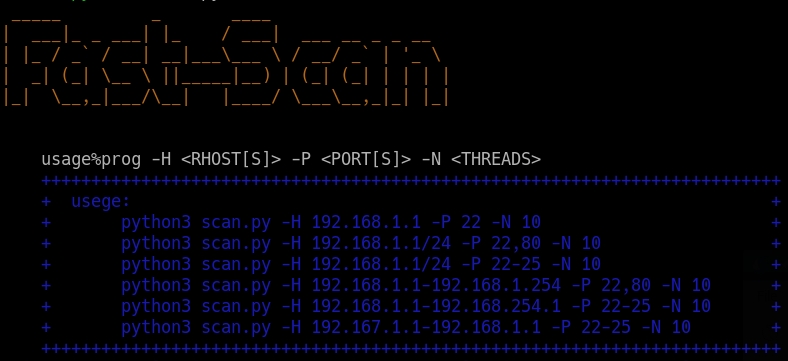 Fast-Scan
usage%prog -H <RHOST[S]> -P <PORT[S]> -N <THREADS>
++++++++++++++++++++++++++++++++++++++++++++++++++++++++++++++++++++++++++
+  usege:                                                                +
+       python3 scan.py -H 192.168.1.1 -P 22 -N 10                       +
+       python3 scan.py -H 192.168.1.1/24 -P 22,80 -N 10                 +
+       python3 scan.py -H 192.168.1.1/24 -P 22-25 -N 10                 +
+       python3 scan.py -H 192.168.1.1-192.168.1.254 -P 22,80 -N 10      +
+       python3 scan.py -H 192.168.1.1-192.168.254.1 -P 22-25 -N 10      +
+       python3 scan.py -H 192.167.1.1-192.168.1.1 -P 22-25 -N 10        +
++++++++++++++++++++++++++++++++++++++++++++++++++++++++++++++++++++++++++